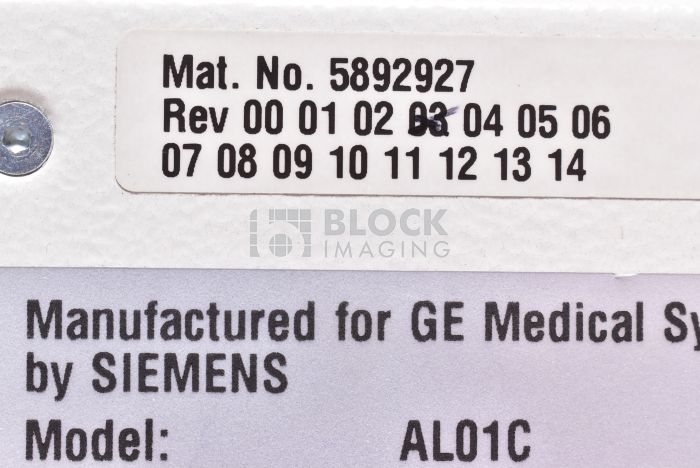 Mat. No. 5892927
Rev 00 01 02 03 04 05 06
07 08 09 10 11 12 13 14
BLOCK
IMAGING
Manufactured for GE Medical
by SIEMENS
Model: AL01C